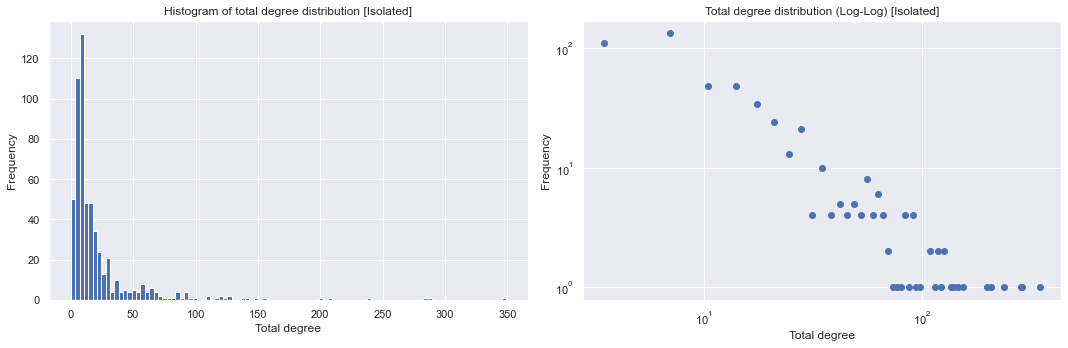 Histogram of total degree distribution [Isolated]
120
100
80
60
40
20
0
Frequency
0 50 100 150 200 250 300 350
Total degree
Total degree distribution (Log-Log) [Isolated]
10²
10¹
10⁰
Frequency
10¹ 10²
Total degree